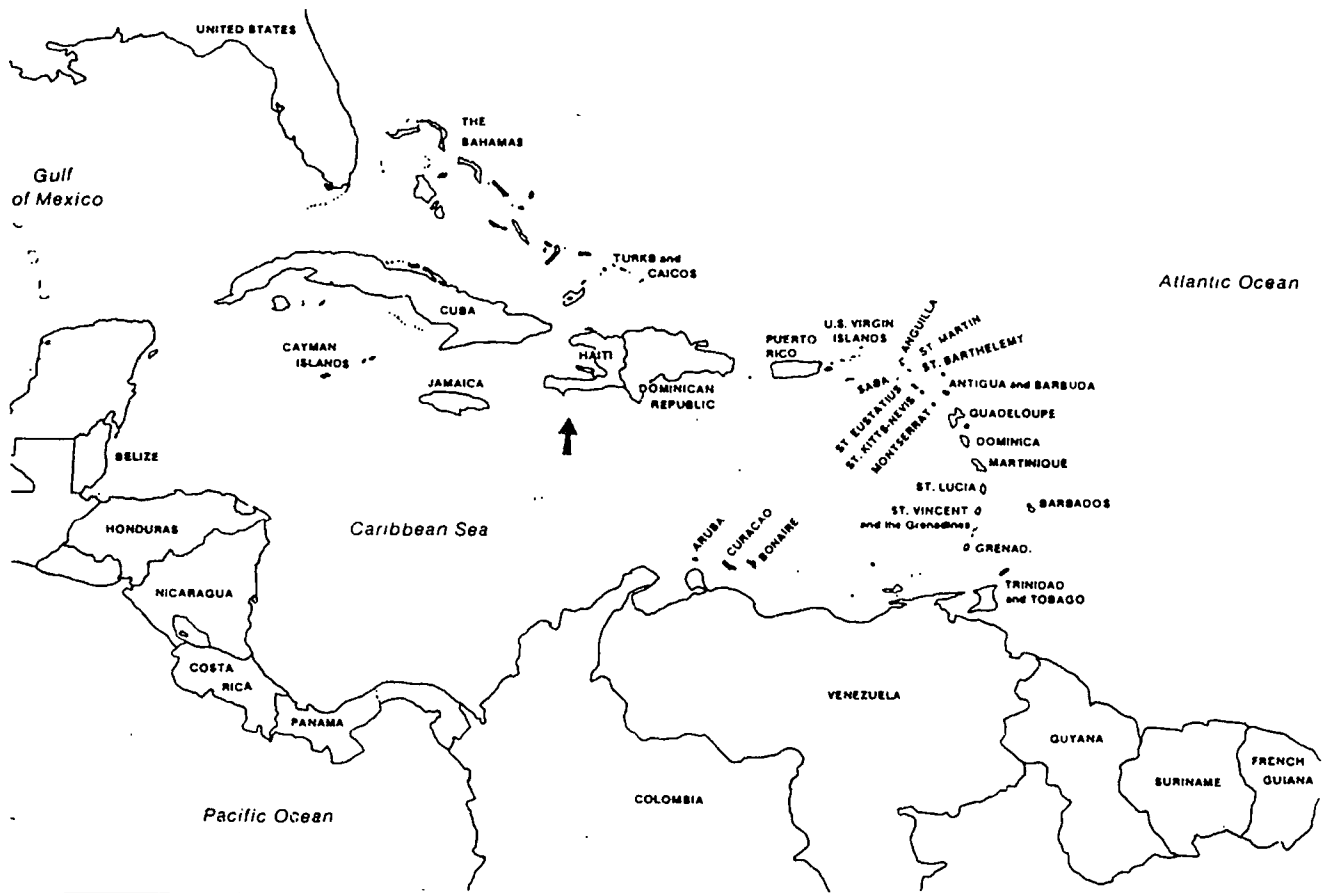 UNITED STATES
THE
BAHAMAS
Gulf
of Mexico
TURKS and
CAICOS
Atlantic Ocean
CUBA
CAYMAN
ISLANDS
JAMAICA
HAITI
DOMINICAN
REPUBLIC
PUERTO
RICO
U.S. VIRGIN
ISLANDS
ANGUILLA
ST. MARTIN
ST. BARTHELEMY
SABA
ST. EUSTATIUS
ST. KITTS-NEVIS
MONTSERRAT
ANTIGUA and BARBUDA
GUADELOUPE
DOMINICA
MARTINIQUE
ST. LUCIA
BARBADOS
ST. VINCENT
and the Grenadines
GRENAD.
TRINIDAD
and TOBAGO
BELIZE
HONDURAS
Caribbean Sea
ARUBA
CURACAO
BONAIRE
NICARAGUA
COSTA
RICA
PANAMA
VENEZUELA
GUYANA
SURINAME
FRENCH
GUIANA
COLOMBIA
Pacific Ocean